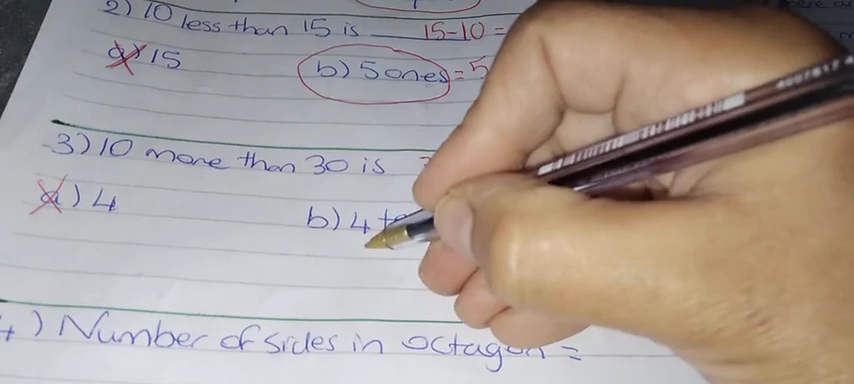 2) 10 less than 15 is 15-10 =
a) 15 b) 5 ones = 5
3) 10 more than 30 is
a) 4 b) 4
4) Number of sides in octagon =